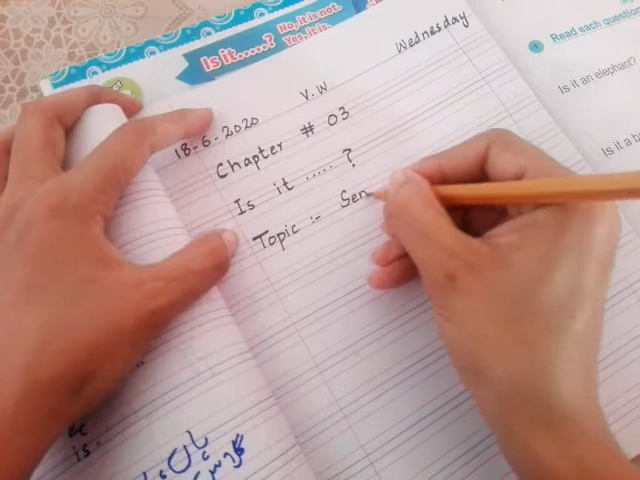 Is it.....? No, it is not.
Yes, it is.
Wednesday
V.W
18-6-2020
Chapter # 03
Is it ..... ?
Topic :- Sen
Read each question
Is it an elephant?
Is it a b
is.